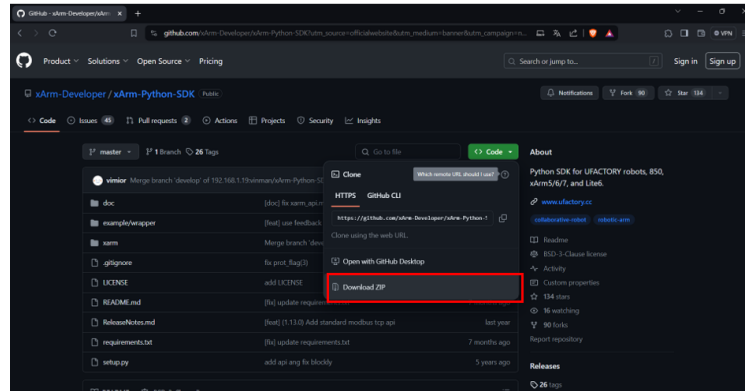 GitHub - xArm-Developer/xArm
github.com/xArm-Developer/xArm-Python-SDK?utm_source=officialwebsite&utm_medium=banner&utm_campaign=n...
VPN
Product Solutions Open Source Pricing
Search or jump to...
Sign in Sign up
xArm-Developer / xArm-Python-SDK Public
Notifications Fork 90 Star 134
Code Issues 45 Pull requests 2 Actions Projects Security Insights
master 1 Branch 26 Tags
Go to file
Code
vimior Merge branch 'develop' of 192.168.1.19:vinman/xArm-Python-SD
doc [doc] fix xarm_api.m
example/wrapper [feat] use feedback
xarm Merge branch 'deve
.gitignore fix prot_flag(3)
LICENSE add LICENSE
README.md [fix] update requirem
ReleaseNotes.md [feat] (1.13.0) Add standard modbus tcp api last year
requirements.txt [fix] update requirements.txt 7 months ago
setup.py add api ang fix blockly 5 years ago
Clone
Which remote URL should I use?
HTTPS GitHub CLI
https://github.com/xArm-Developer/xArm-Python-S
Clone using the web URL.
Open with GitHub Desktop
Download ZIP
About
Python SDK for UFACTORY robots, 850,
xArm5/6/7, and Lite6.
www.ufactory.cc
collaborative-robot robotic-arm
Readme
BSD-3-Clause license
Activity
Custom properties
134 stars
16 watching
90 forks
Report repository
Releases
26 tags